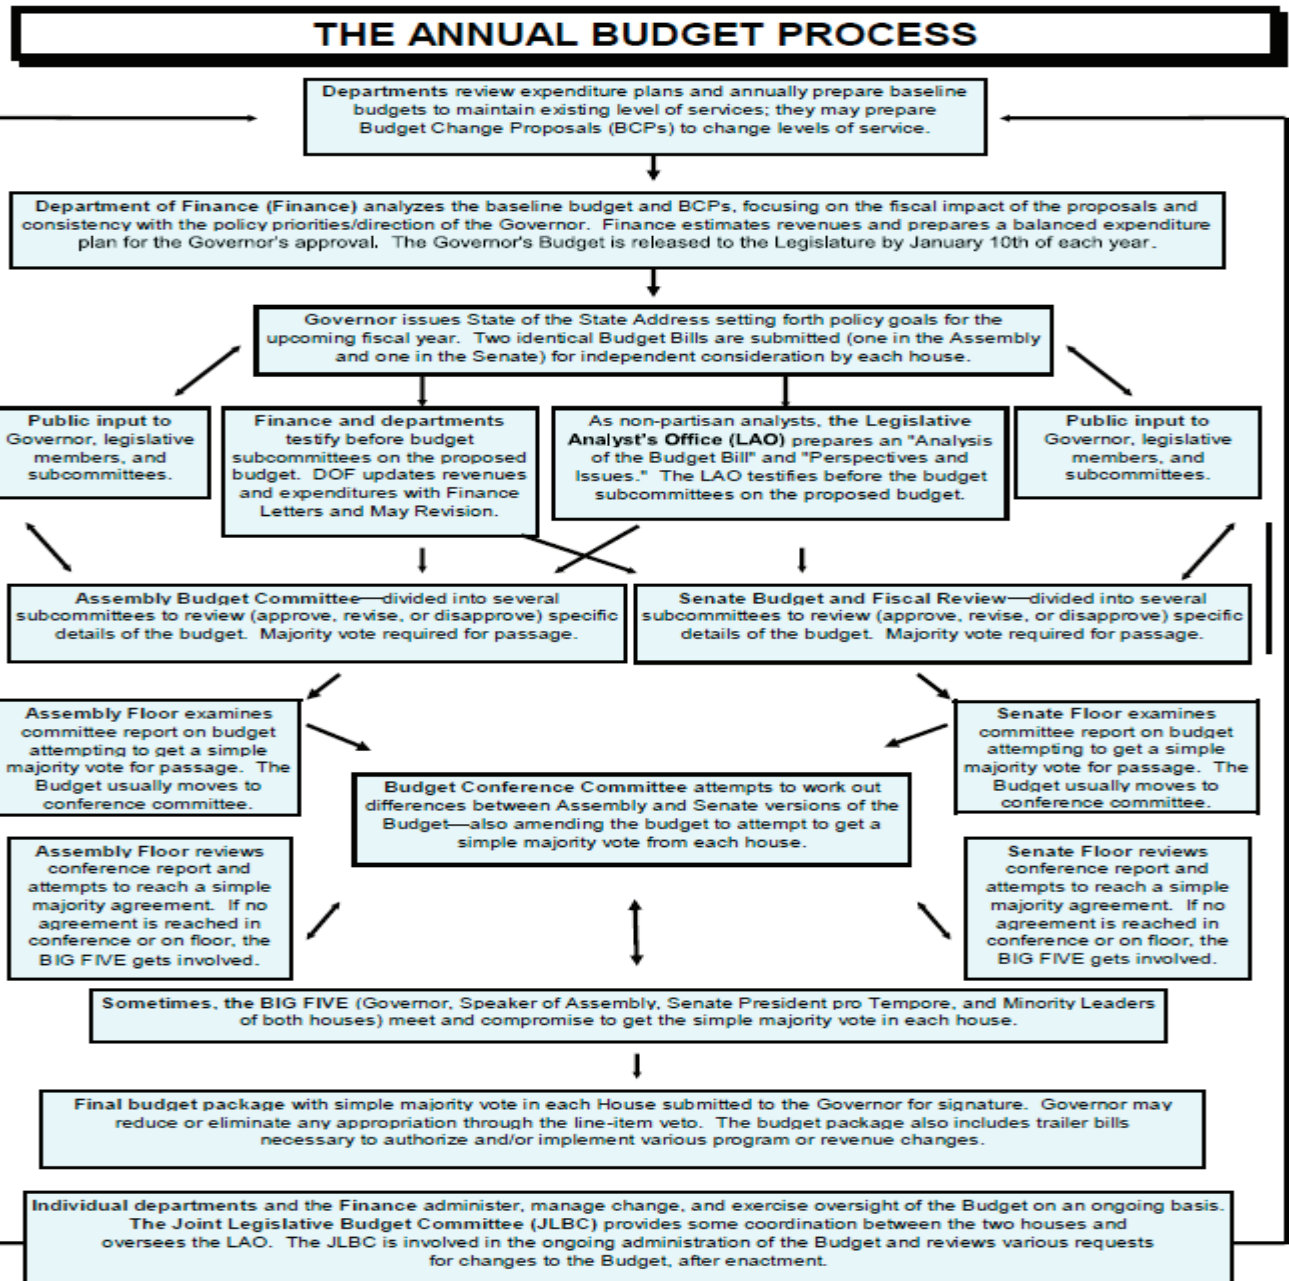 THE ANNUAL BUDGET PROCESS
Departments review expenditure plans and annually prepare baseline
budgets to maintain existing level of services; they may prepare
Budget Change Proposals (BCPs) to change levels of service.
Department of Finance (Finance) analyzes the baseline budget and BCPs, focusing on the fiscal impact of the proposals and
consistency with the policy priorities/direction of the Governor. Finance estimates revenues and prepares a balanced expenditure
plan for the Governor's approval. The Governor's Budget is released to the Legislature by January 10th of each year.
Governor issues State of the State Address setting forth policy goals for the
upcoming fiscal year. Two identical Budget Bills are submitted (one in the Assembly
and one in the Senate) for independent consideration by each house.
Public input to
Governor, legislative
members, and
subcommittees.
Finance and departments
testify before budget
subcommittees on the proposed
budget. DOF updates revenues
and expenditures with Finance
Letters and May Revision.
As non-partisan analysts, the Legislative
Analyst's Office (LAO) prepares an "Analysis
of the Budget Bill" and "Perspectives and
Issues." The LAO testifies before the budget
subcommittees on the proposed budget.
Public input to
Governor, legislative
members, and
subcommittees.
Assembly Budget Committee—divided into several
subcommittees to review (approve, revise, or disapprove) specific
details of the budget. Majority vote required for passage.
Senate Budget and Fiscal Review—divided into several
subcommittees to review (approve, revise, or disapprove) specific
details of the budget. Majority vote required for passage.
Assembly Floor examines
committee report on budget
attempting to get a simple
majority vote for passage. The
Budget usually moves to
conference committee.
Senate Floor examines
committee report on budget
attempting to get a simple
majority vote for passage. The
Budget usually moves to
conference committee.
Budget Conference Committee attempts to work out
differences between Assembly and Senate versions of the
Budget—also amending the budget to attempt to get a
simple majority vote from each house.
Assembly Floor reviews
conference report and
attempts to reach a simple
majority agreement. If no
agreement is reached in
conference or on floor, the
BIG FIVE gets involved.
Senate Floor reviews
conference report and
attempts to reach a simple
majority agreement. If no
agreement is reached in
conference or on floor, the
BIG FIVE gets involved.
Sometimes, the BIG FIVE (Governor, Speaker of Assembly, Senate President pro Tempore, and Minority Leaders
of both houses) meet and compromise to get the simple majority vote in each house.
Final budget package with simple majority vote in each House submitted to the Governor for signature. Governor may
reduce or eliminate any appropriation through the line-item veto. The budget package also includes trailer bills
necessary to authorize and/or implement various program or revenue changes.
Individual departments and the Finance administer, manage change, and exercise oversight of the Budget on an ongoing basis.
The Joint Legislative Budget Committee (JLBC) provides some coordination between the two houses and
oversees the LAO. The JLBC is involved in the ongoing administration of the Budget and reviews various requests
for changes to the Budget, after enactment.